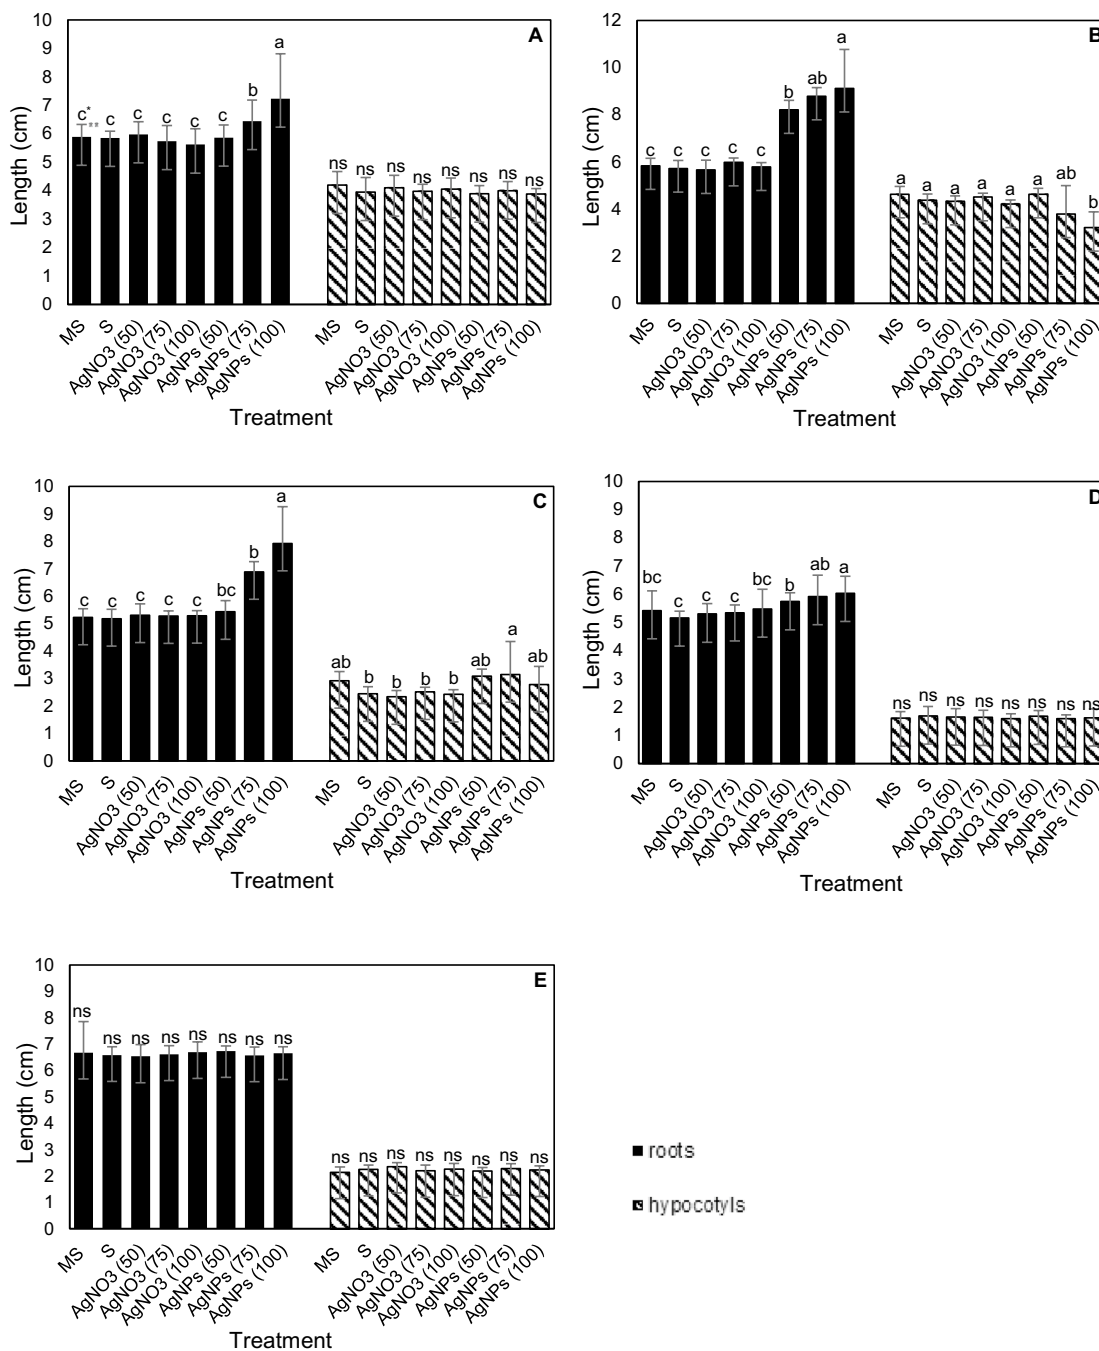 A
Length (cm)
10
9
8
7
6
5
4
3
2
1
0
c* c c c c c b a
**
ns ns ns ns ns ns ns ns
MS
S
AgNO3 (50)
AgNO3 (75)
AgNO3 (100)
AgNPs (50)
AgNPs (75)
AgNPs (100)
MS
S
AgNO3 (50)
AgNO3 (75)
AgNO3 (100)
AgNPs (50)
AgNPs (75)
AgNPs (100)
Treatment
B
Length (cm)
12
10
8
6
4
2
0
c c c c c b ab a
a a a a a a ab b
MS
S
AgNO3 (50)
AgNO3 (75)
AgNO3 (100)
AgNPs (50)
AgNPs (75)
AgNPs (100)
MS
S
AgNO3 (50)
AgNO3 (75)
AgNO3 (100)
AgNPs (50)
AgNPs (75)
AgNPs (100)
Treatment
C
Length (cm)
10
9
8
7
6
5
4
3
2
1
0
c c c c c bc b a
ab b b b b ab a ab
MS
S
AgNO3 (50)
AgNO3 (75)
AgNO3 (100)
AgNPs (50)
AgNPs (75)
AgNPs (100)
MS
S
AgNO3 (50)
AgNO3 (75)
AgNO3 (100)
AgNPs (50)
AgNPs (75)
AgNPs (100)
Treatment
D
Length (cm)
10
9
8
7
6
5
4
3
2
1
0
bc c c c bc b ab a
ns ns ns ns ns ns ns ns
MS
S
AgNO3 (50)
AgNO3 (75)
AgNO3 (100)
AgNPs (50)
AgNPs (75)
AgNPs (100)
MS
S
AgNO3 (50)
AgNO3 (75)
AgNO3 (100)
AgNPs (50)
AgNPs (75)
AgNPs (100)
Treatment
E
Length (cm)
10
9
8
7
6
5
4
3
2
1
0
ns ns ns ns ns ns ns ns
ns ns ns ns ns ns ns ns
MS
S
AgNO3 (50)
AgNO3 (75)
AgNO3 (100)
AgNPs (50)
AgNPs (75)
AgNPs (100)
MS
S
AgNO3 (50)
AgNO3 (75)
AgNO3 (100)
AgNPs (50)
AgNPs (75)
AgNPs (100)
Treatment
roots
hypocotyls